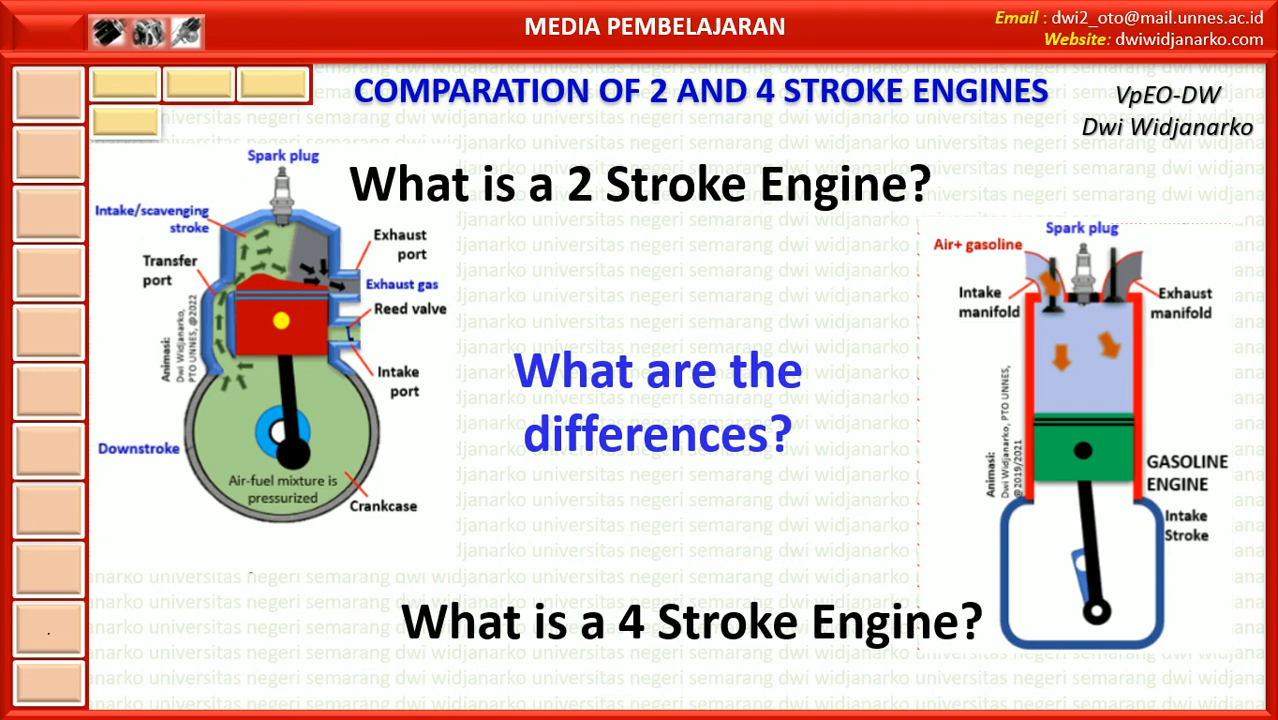 MEDIA PEMBELAJARAN
Email : dwi2_oto@mail.unnes.ac.id
Website: dwiwidjanarko.com
COMPARATION OF 2 AND 4 STROKE ENGINES
VpEO-DW
Dwi Widjanarko
What is a 2 Stroke Engine?
Spark plug
Intake/scavenging
stroke
Transfer
port
Exhaust
port
Exhaust gas
Reed valve
Intake
port
Animasi:
Dwi Widjanarko,
PTO UNNES, @2022
Downstroke
Air-fuel mixture is
pressurized
Crankcase
What are the
differences?
Spark plug
Air+ gasoline
Intake
manifold
Exhaust
manifold
Animasi:
Dwi Widjanarko, PTO UNNES,
@2019/2021
GASOLINE
ENGINE
Intake
Stroke
What is a 4 Stroke Engine?